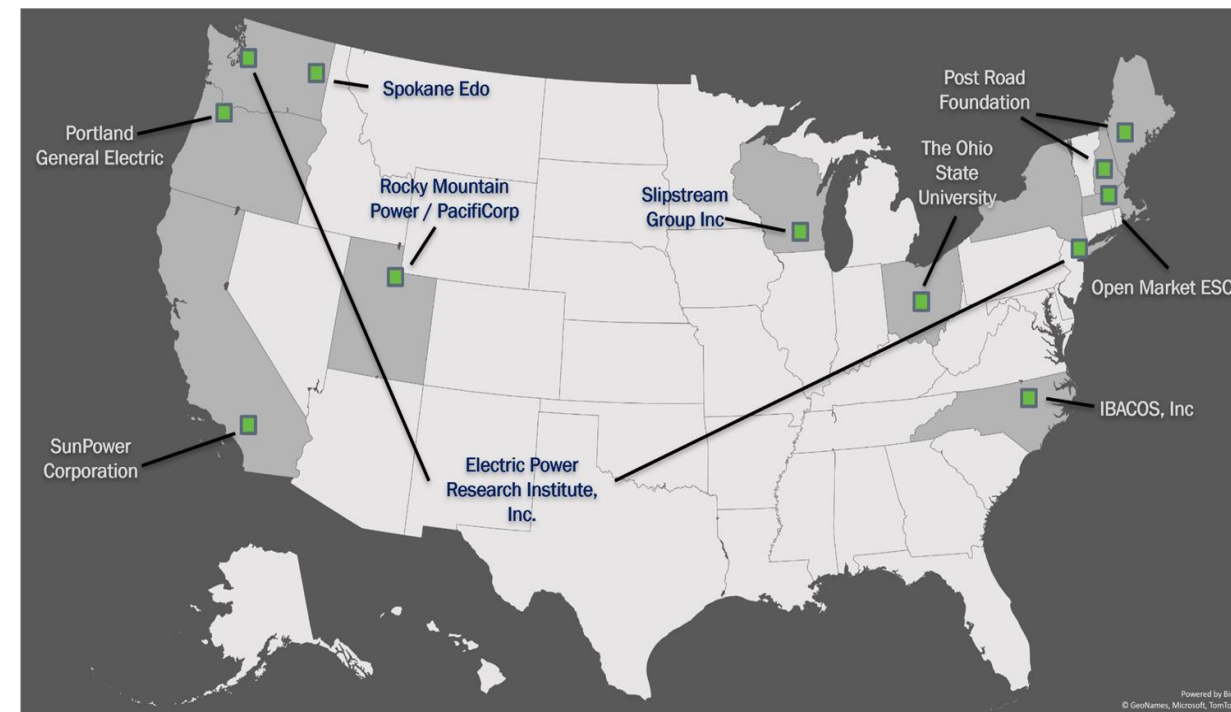 Spokane Edo
Portland
General Electric
Rocky Mountain
Power / PacifiCorp
Slipstream
Group Inc
The Ohio
State
University
Post Road
Foundation
Open Market ESC
SunPower
Corporation
Electric Power
Research Institute,
Inc.
IBACOS, Inc
Powered by Bi
© GeoNames, Microsoft, TomTo